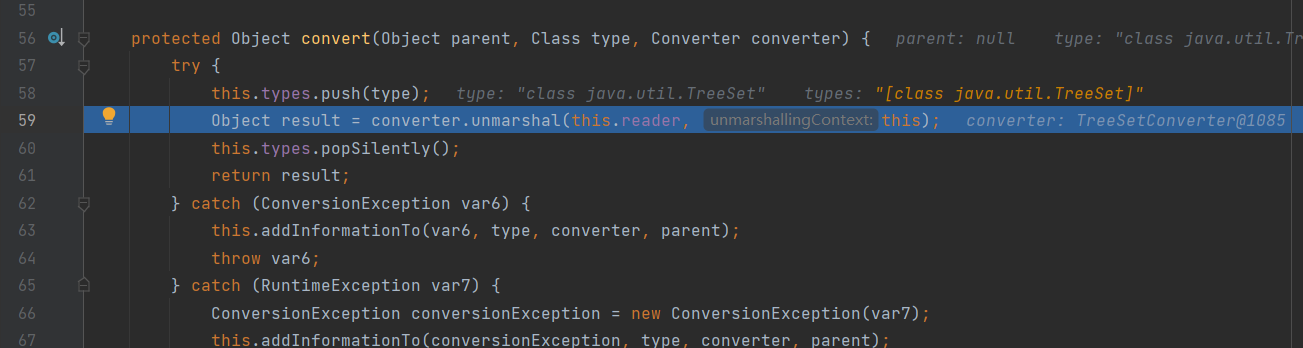 55
56 protected Object convert(Object parent, Class type, Converter converter) { parent: null type: "class java.util.Tr
57 try {
58 this.types.push(type); type: "class java.util.TreeSet" types: "[class java.util.TreeSet]"
59 Object result = converter.unmarshal(this.reader, unmarshallingContext: this); converter: TreeSetConverter@1085
60 this.types.popSilently();
61 return result;
62 } catch (ConversionException var6) {
63 this.addInformationTo(var6, type, converter, parent);
64 throw var6;
65 } catch (RuntimeException var7) {
66 ConversionException conversionException = new ConversionException(var7);
67 this.addInformationTo(conversionException, type, converter, parent);